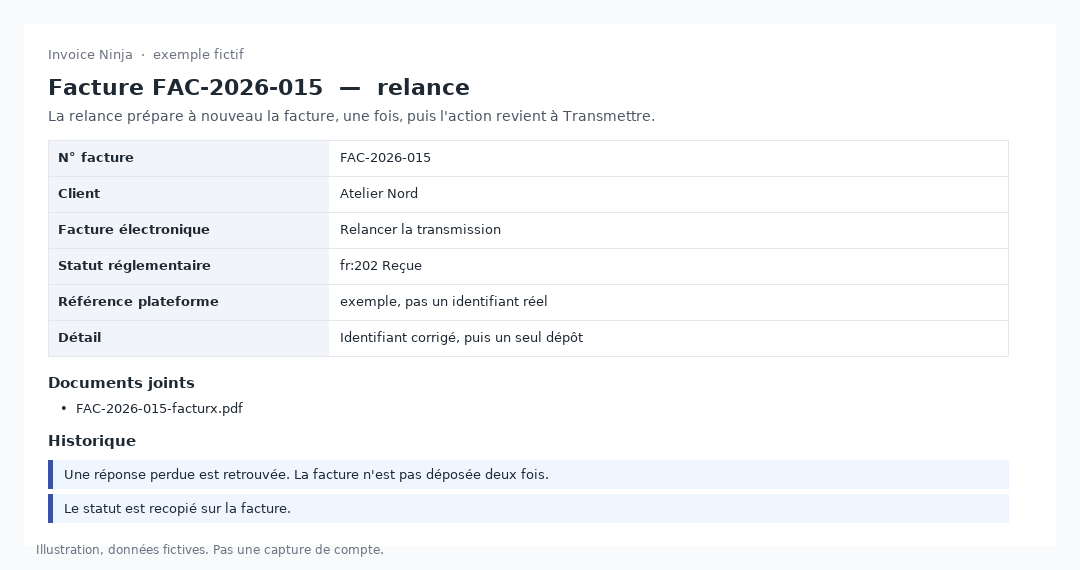 Invoice Ninja · exemple fictif
Facture FAC-2026-015 — relance
La relance prépare à nouveau la facture, une fois, puis l'action revient à Transmettre.
N° facture FAC-2026-015
Client Atelier Nord
Facture électronique Relancer la transmission
Statut réglementaire fr:202 Reçue
Référence plateforme exemple, pas un identifiant réel
Détail Identifiant corrigé, puis un seul dépôt
Documents joints
• FAC-2026-015-facturx.pdf
Historique
Une réponse perdue est retrouvée. La facture n'est pas déposée deux fois.
Le statut est recopié sur la facture.
Illustration, données fictives. Pas une capture de compte.